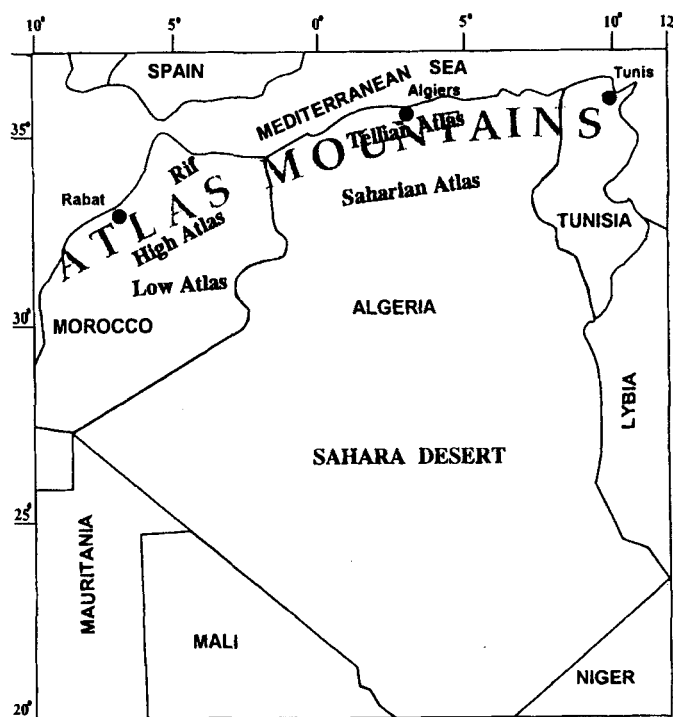 10° 5° 0° 5° 10° 12
SPAIN
MEDITERRANEAN SEA
Tunis
Algiers
35°
Tellian Atlas
ATLAS MOUNTAINS
Rif
Saharian Atlas
Rabat
High Atlas
TUNISIA
Low Atlas
30°
MOROCCO
ALGERIA
LYBIA
SAHARA DESERT
25°
MAURITANIA
MALI
NIGER
20°